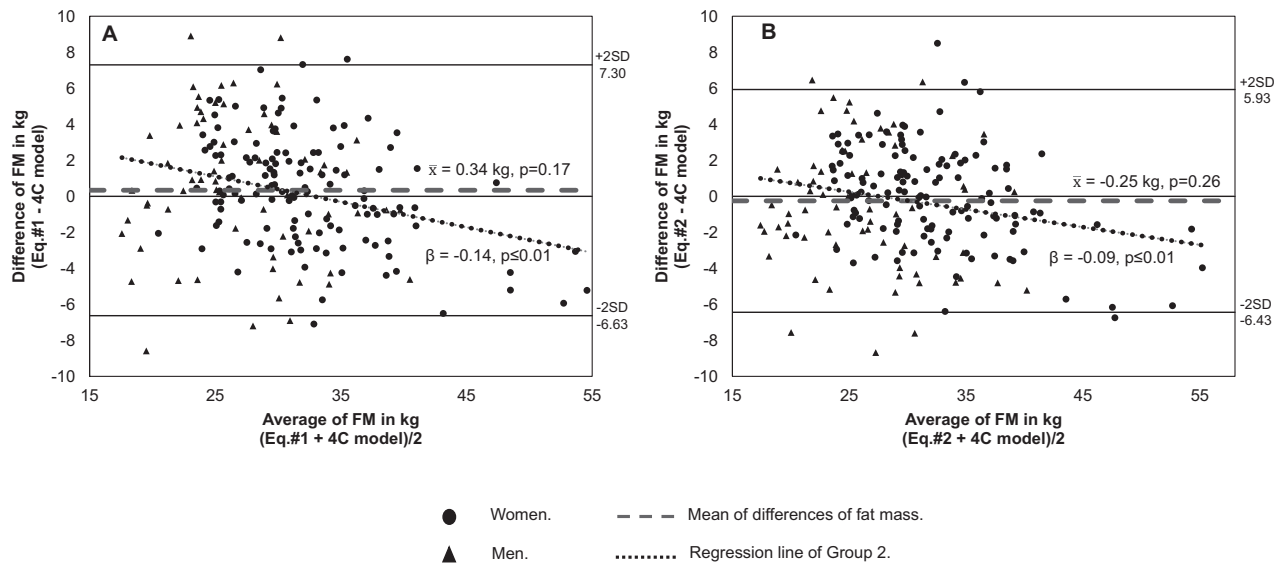 A
10
8
6
4
2
0
-2
-4
-6
-8
-10
Difference of FM in kg
(Eq.#1 - 4C model)
+2SD
7.30
x̅ = 0.34 kg, p=0.17
β = -0.14, p≤0.01
-2SD
-6.63
15
25
35
45
55
Average of FM in kg
(Eq.#1 + 4C model)/2
B
10
8
6
4
2
0
-2
-4
-6
-8
-10
Difference of FM in kg
(Eq.#2 - 4C model)
+2SD
5.93
x̅ = -0.25 kg, p=0.26
β = -0.09, p≤0.01
-2SD
-6.43
15
25
35
45
55
Average of FM in kg
(Eq.#2 + 4C model)/2
Women.
Mean of differences of fat mass.
Men.
Regression line of Group 2.